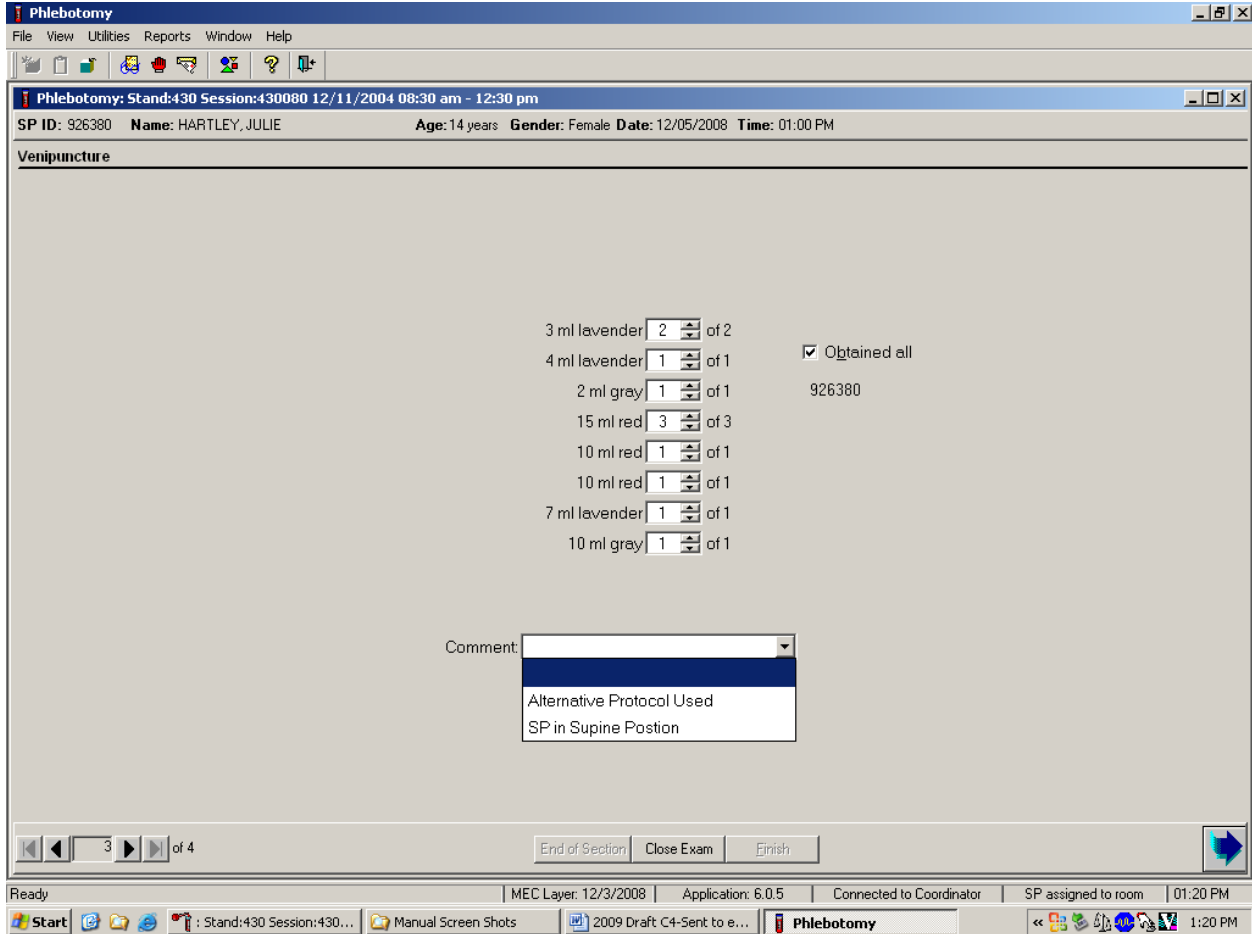 Phlebotomy
File View Utilities Reports Window Help
Phlebotomy: Stand:430 Session:430080 12/11/2004 08:30 am - 12:30 pm
SP ID: 926380 Name: HARTLEY, JULIE Age: 14 years Gender: Female Date: 12/05/2008 Time: 01:00 PM
Venipuncture
3 ml lavender 2 of 2
4 ml lavender 1 of 1
2 ml gray 1 of 1
15 ml red 3 of 3
10 ml red 1 of 1
10 ml red 1 of 1
7 ml lavender 1 of 1
10 ml gray 1 of 1
Obtained all
926380
Comment:
Alternative Protocol Used
SP in Supine Postion
3 of 4
End of Section Close Exam Finish
Ready MEC Layer: 12/3/2008 Application: 6.0.5 Connected to Coordinator SP assigned to room 01:20 PM
Start : Stand:430 Session:430... Manual Screen Shots 2009 Draft C4-Sent to e... Phlebotomy « 1:20 PM